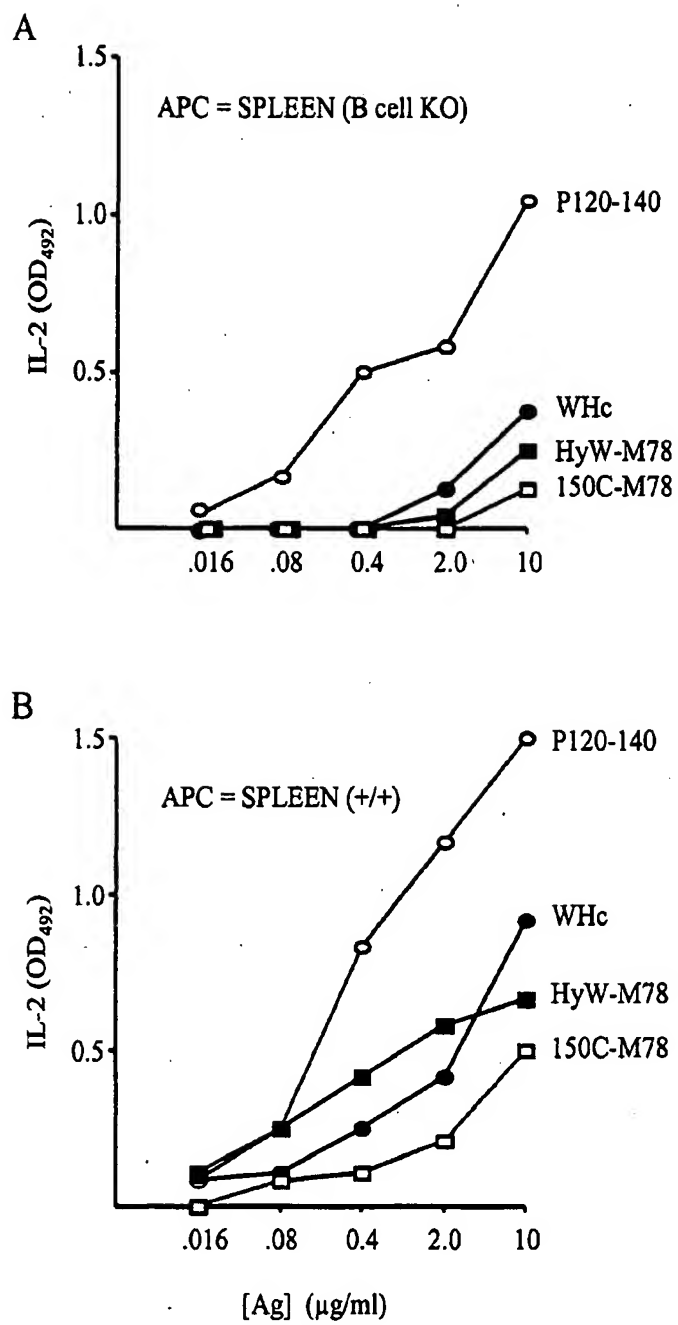 A
1.5
APC = SPLEEN (B cell KO)
P120-140
1.0
IL-2 (OD492)
0.5
WHc
HyW-M78
150C-M78
.016 .08 0.4 2.0 10
B
1.5
P120-140
APC = SPLEEN (+/+)
1.0
WHc
IL-2 (OD492)
HyW-M78
0.5
150C-M78
.016 .08 0.4 2.0 10
[Ag] (µg/ml)